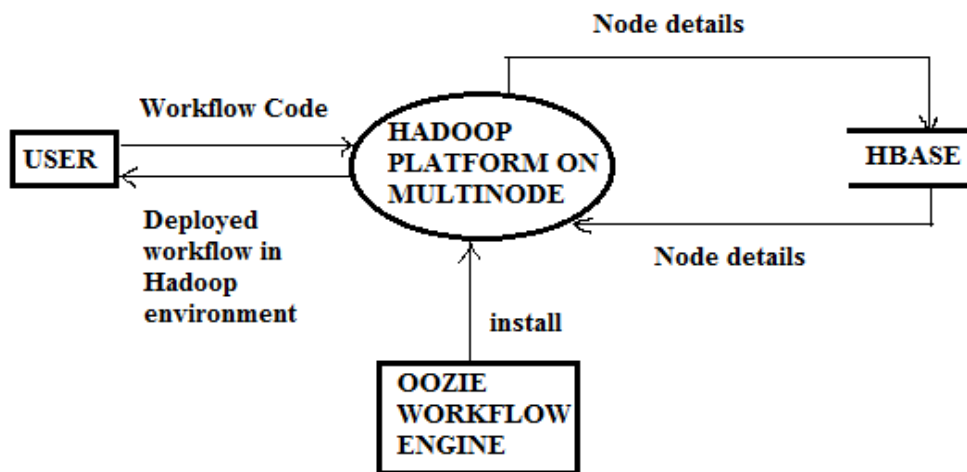 Node details
Workflow Code
USER
HADOOP
PLATFORM ON
MULTINODE
HBASE
Deployed
workflow in
Hadoop
environment
Node details
install
OOZIE
WORKFLOW
ENGINE